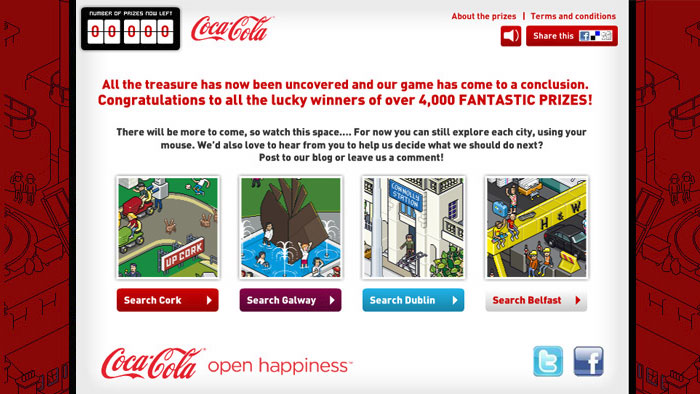 NUMBER OF PRIZES NOW LEFT
00000
Coca-Cola
About the prizes | Terms and conditions
Share this
All the treasure has now been uncovered and our game has come to a conclusion.
Congratulations to all the lucky winners of over 4,000 FANTASTIC PRIZES!
There will be more to come, so watch this space.... For now you can still explore each city, using your
mouse. We'd also love to hear from you to help us decide what we should do next?
Post to our blog or leave us a comment!
UP CORK
CONNOLLY
STATION
H & W
Search Cork
Search Galway
Search Dublin
Search Belfast
Coca-Cola open happiness™